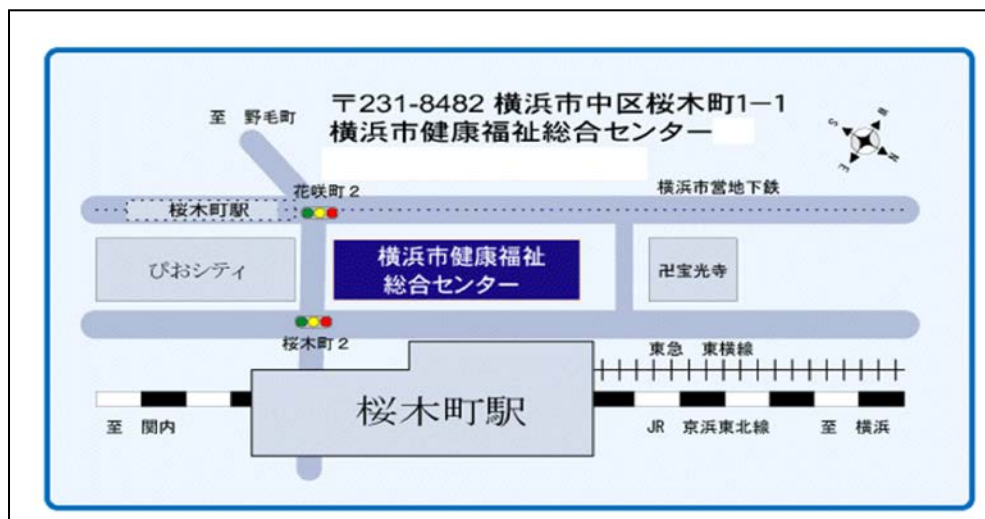 〒231-8482 横浜市中区桜木町1−1
横浜市健康福祉総合センター
至 野毛町
花咲町2
横浜市営地下鉄
桜木町駅
ぴおシティ
横浜市健康福祉
総合センター
卍宝光寺
桜木町2
東急 東横線
桜木町駅
至 関内
JR 京浜東北線 至 横浜
S
W
E
N